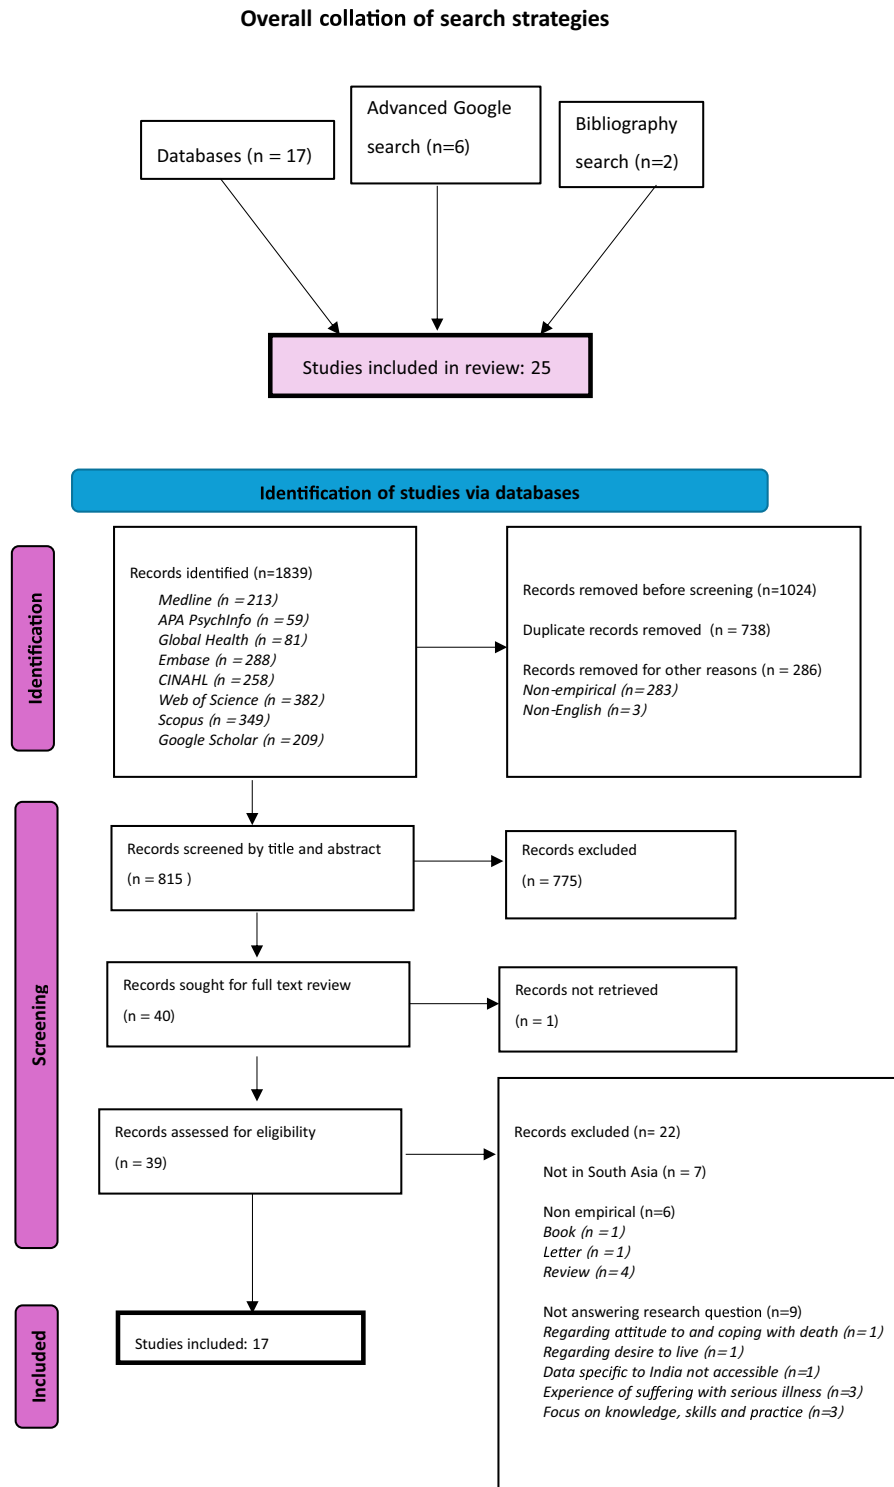 Overall collation of search strategies
Databases (n = 17)
Advanced Google
search (n=6)
Bibliography
search (n=2)
Studies included in review: 25
Identification of studies via databases
Identification
Records identified (n=1839)
Medline (n = 213)
APA PsychInfo (n = 59)
Global Health (n = 81)
Embase (n = 288)
CINAHL (n = 258)
Web of Science (n = 382)
Scopus (n = 349)
Google Scholar (n = 209)
Records removed before screening (n=1024)
Duplicate records removed (n = 738)
Records removed for other reasons (n = 286)
Non-empirical (n=283)
Non-English (n=3)
Screening
Records screened by title and abstract
(n = 815 )
Records excluded
(n = 775)
Records sought for full text review
(n = 40)
Records not retrieved
(n = 1)
Records assessed for eligibility
(n = 39)
Records excluded (n= 22)
Not in South Asia (n = 7)
Non empirical (n=6)
Book (n = 1)
Letter (n = 1)
Review (n = 4)
Not answering research question (n=9)
Regarding attitude to and coping with death (n = 1)
Regarding desire to live (n = 1)
Data specific to India not accessible (n=1)
Experience of suffering with serious illness (n=3)
Focus on knowledge, skills and practice (n=3)
Included
Studies included: 17